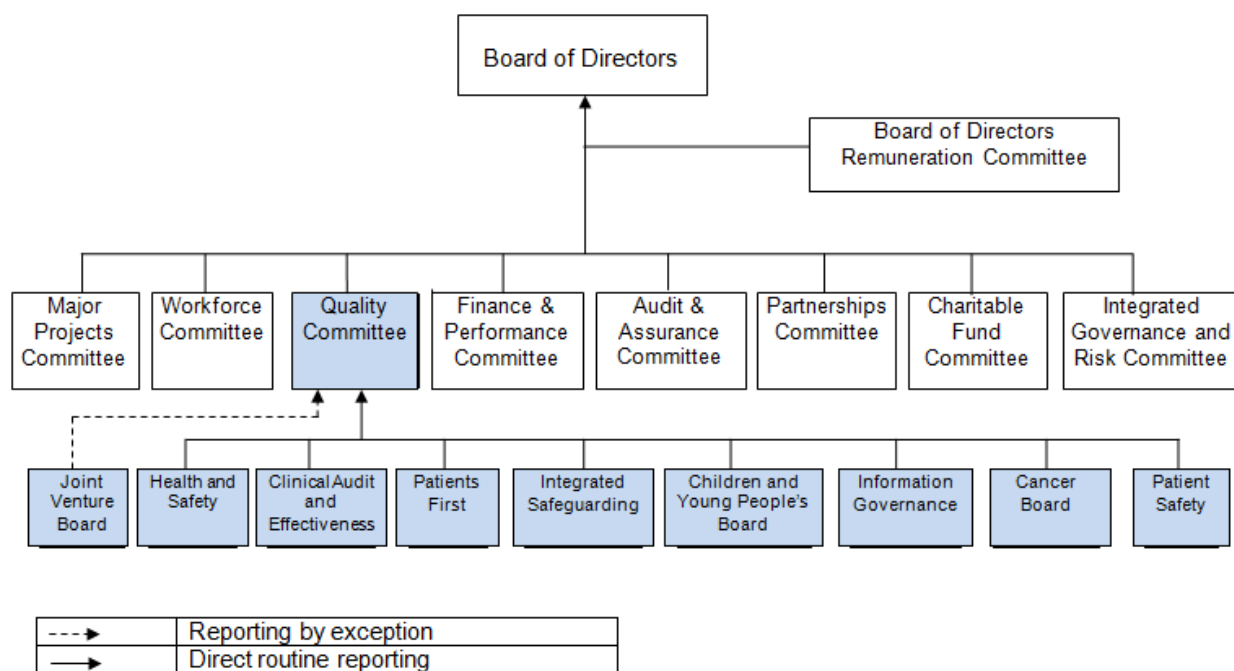 Board of Directors
Board of Directors
Remuneration Committee
Major
Projects
Committee
Workforce
Committee
Quality
Committee
Finance &
Performance
Committee
Audit &
Assurance
Committee
Partnerships
Committee
Charitable
Fund
Committee
Integrated
Governance and
Risk Committee
Joint
Venture
Board
Health and
Safety
Clinical Audit
and
Effectiveness
Patients
First
Integrated
Safeguarding
Children and
Young People's
Board
Information
Governance
Cancer
Board
Patient
Safety
Reporting by exception
Direct routine reporting